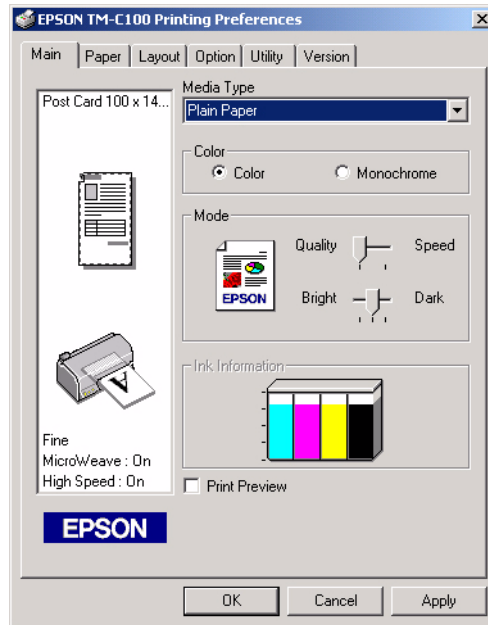 EPSON TM-C100 Printing Preferences
Main Paper Layout Option Utility Version
Post Card 100 x 14...
Media Type
Plain Paper
Color
Color Monochrome
Mode
Quality Speed
EPSON
Bright Dark
Ink Information
Fine
MicroWeave : On
High Speed : On
Print Preview
EPSON
OK Cancel Apply